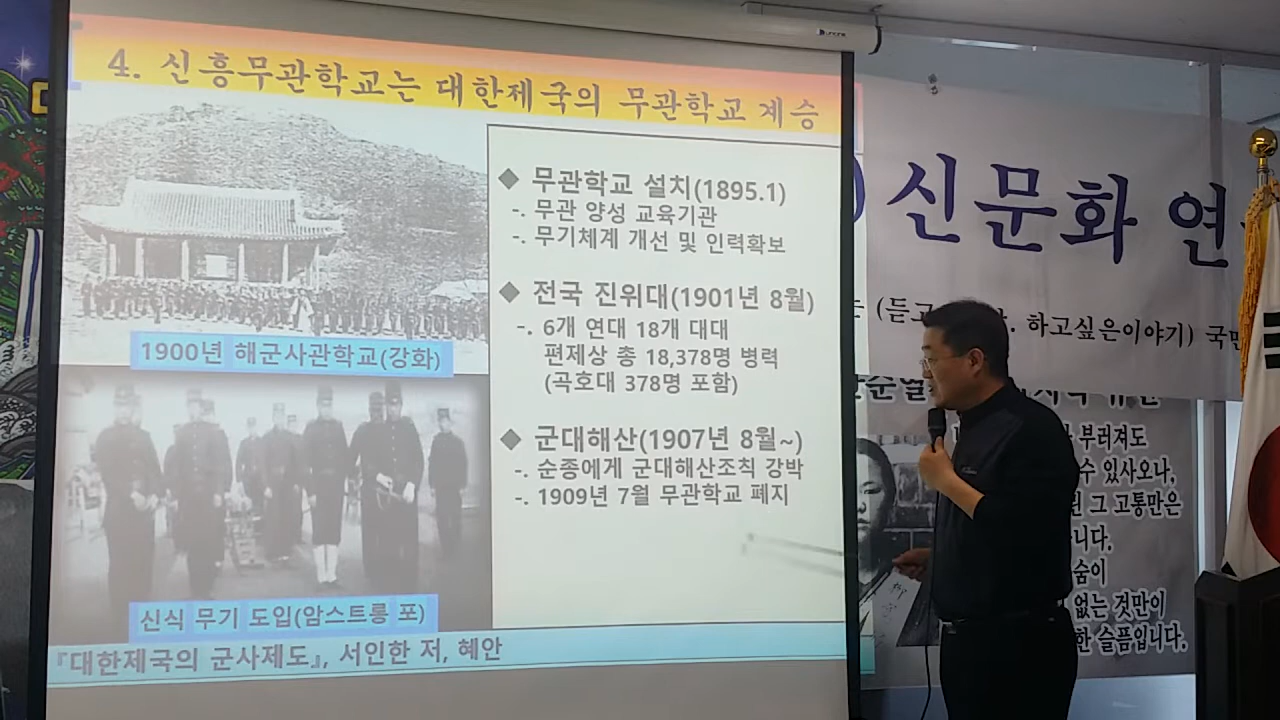 4. 신흥무관학교는 대한제국의 무관학교 계승
◆ 무관학교 설치(1895.1)
-. 무관 양성 교육기관
-. 무기체계 개선 및 인력확보
◆ 전국 진위대(1901년 8월)
-. 6개 연대 18개 대대
편제상 총 18,378명 병력
(곡호대 378명 포함)
◆ 군대해산(1907년 8월~)
-. 순종에게 군대해산조칙 강박
-. 1909년 7월 무관학교 폐지
1900년 해군사관학교(강화)
신식 무기 도입(암스트롱 포)
『대한제국의 군사제도』, 서인한 저, 혜안
신문화 연
(듣고 하고싶은이야기) 국민
부러져도
수 있사오나,
그 고통만은
니다.
숨이
없는 것만이
한 슬픔입니다.